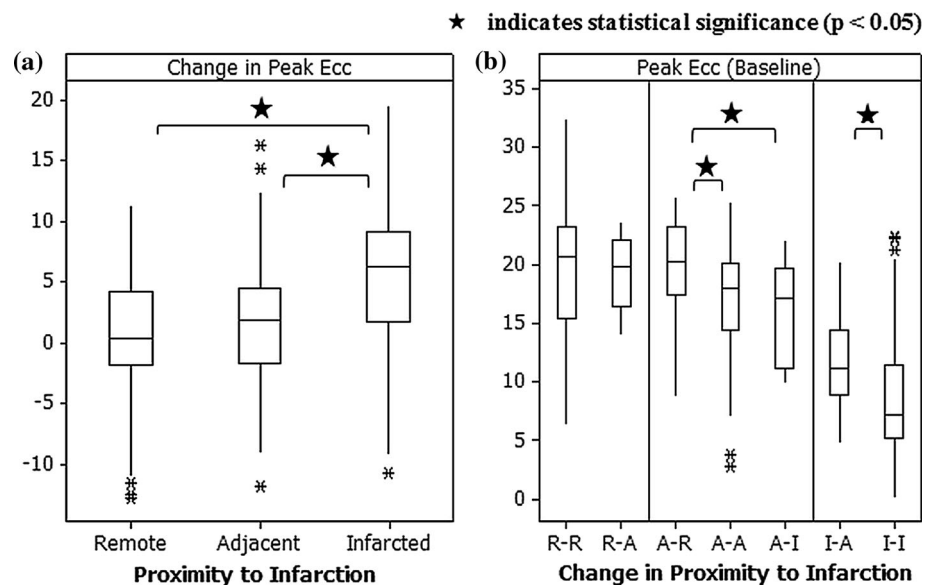 ★ indicates statistical significance (p < 0.05)
(a)
Change in Peak Ecc
20
15
10
5
0
-5
-10
Remote Adjacent Infarcted
Proximity to Infarction
(b)
Peak Ecc (Baseline)
35
30
25
20
15
10
5
0
R-R R-A A-R A-A A-I I-A I-I
Change in Proximity to Infarction